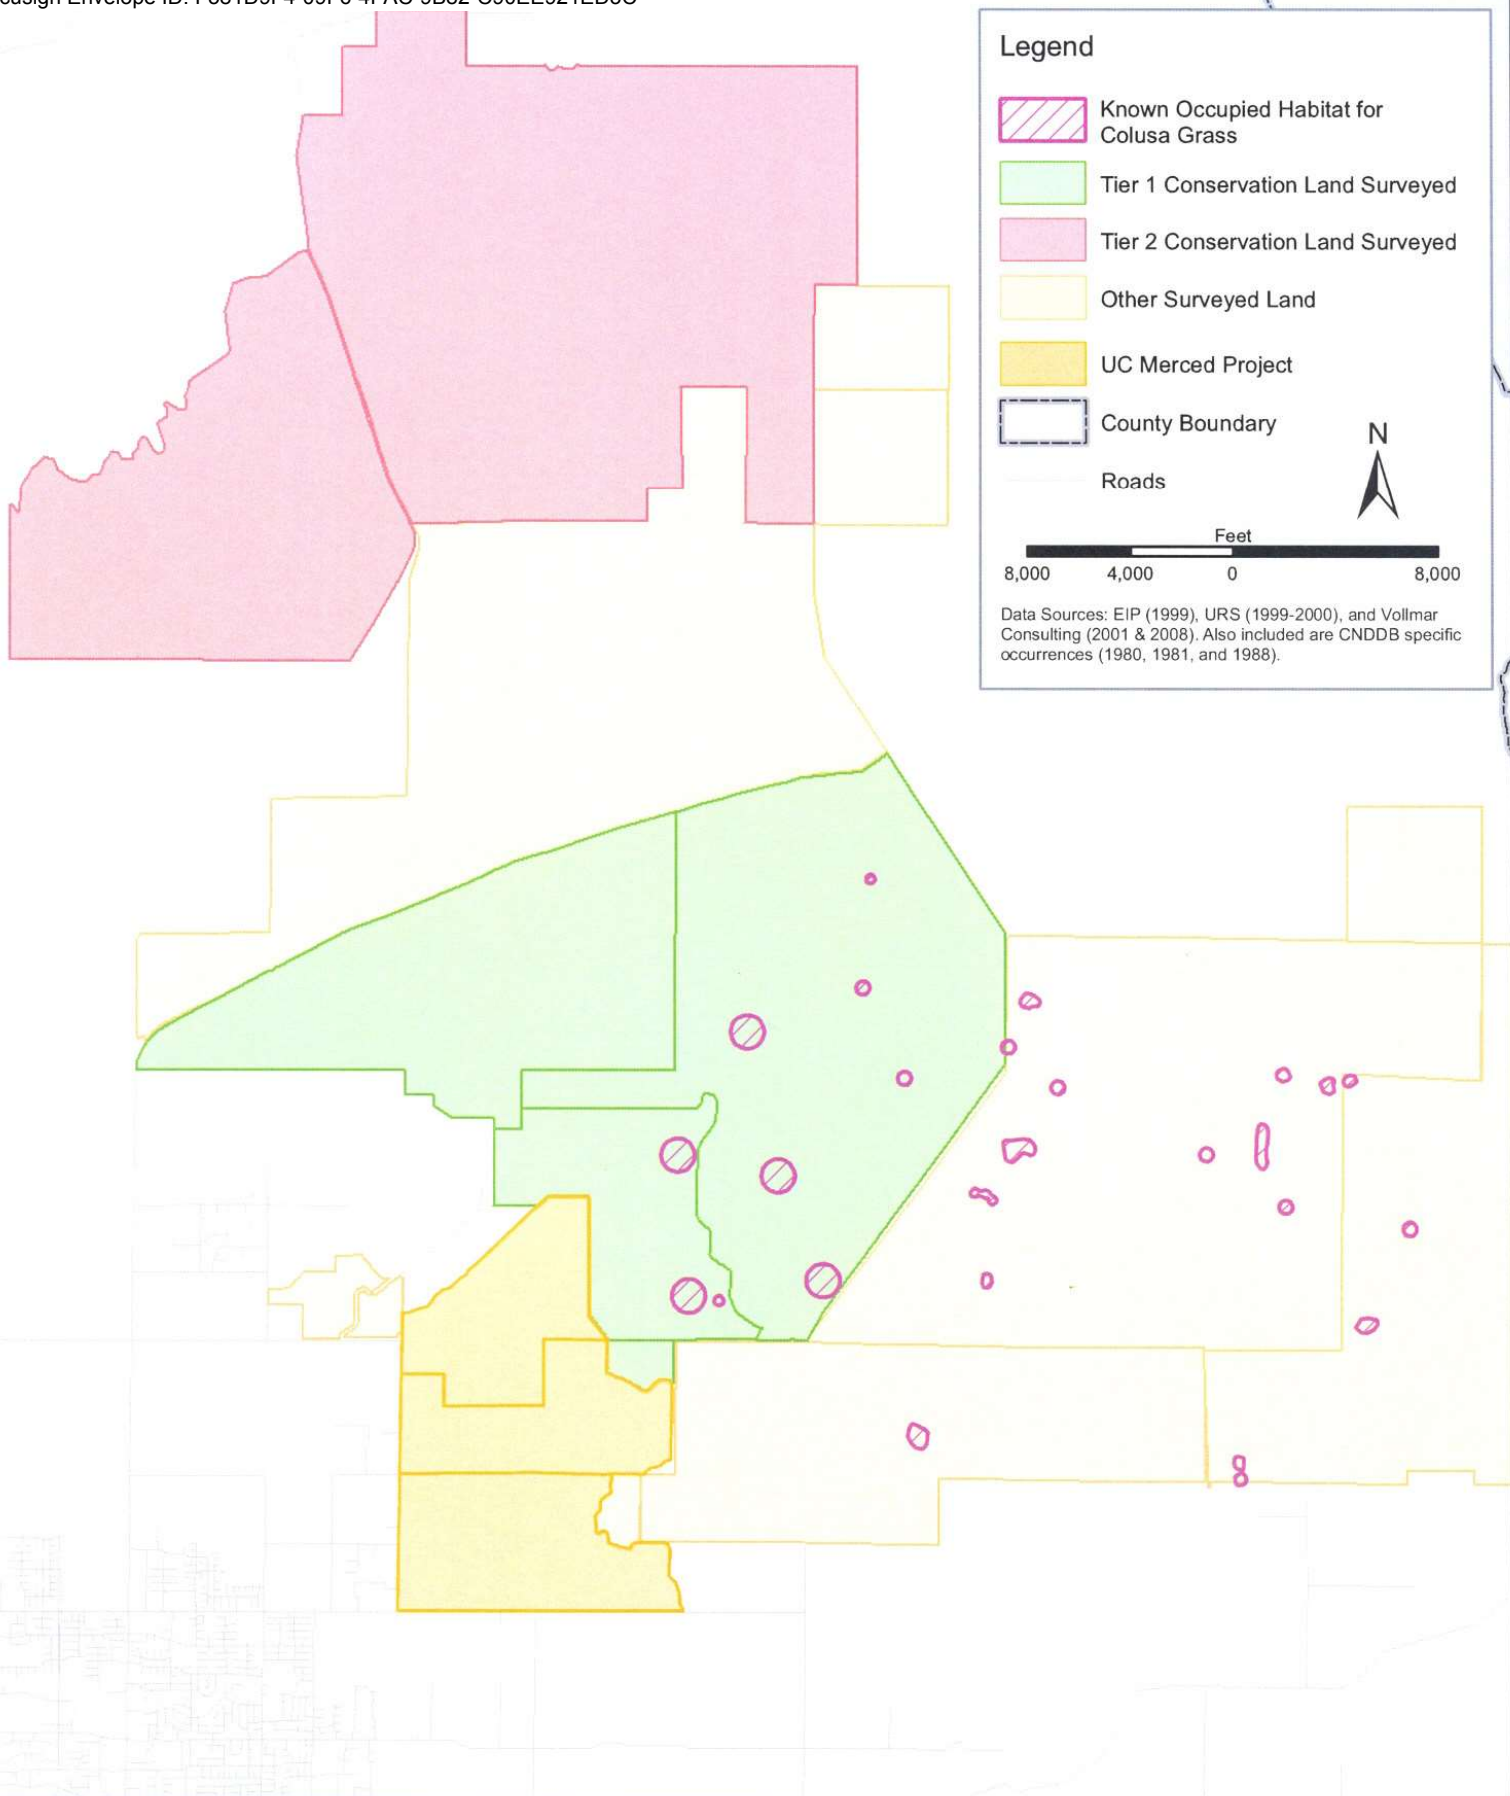 Legend
Known Occupied Habitat for
Colusa Grass
Tier 1 Conservation Land Surveyed
Tier 2 Conservation Land Surveyed
Other Surveyed Land
UC Merced Project
County Boundary
N
Roads
Feet
8,000 4,000 0 8,000
Data Sources: EIP (1999), URS (1999-2000), and Vollmar
Consulting (2001 & 2008). Also included are CNDDB specific
occurrences (1980, 1981, and 1988).